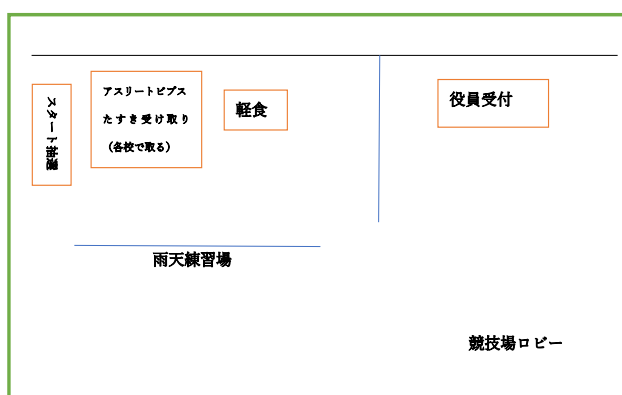 スタート招集
アスリートビブス
たすき受け取り
（各校で取る）
軽食
役員受付
雨天練習場
競技場ロビー